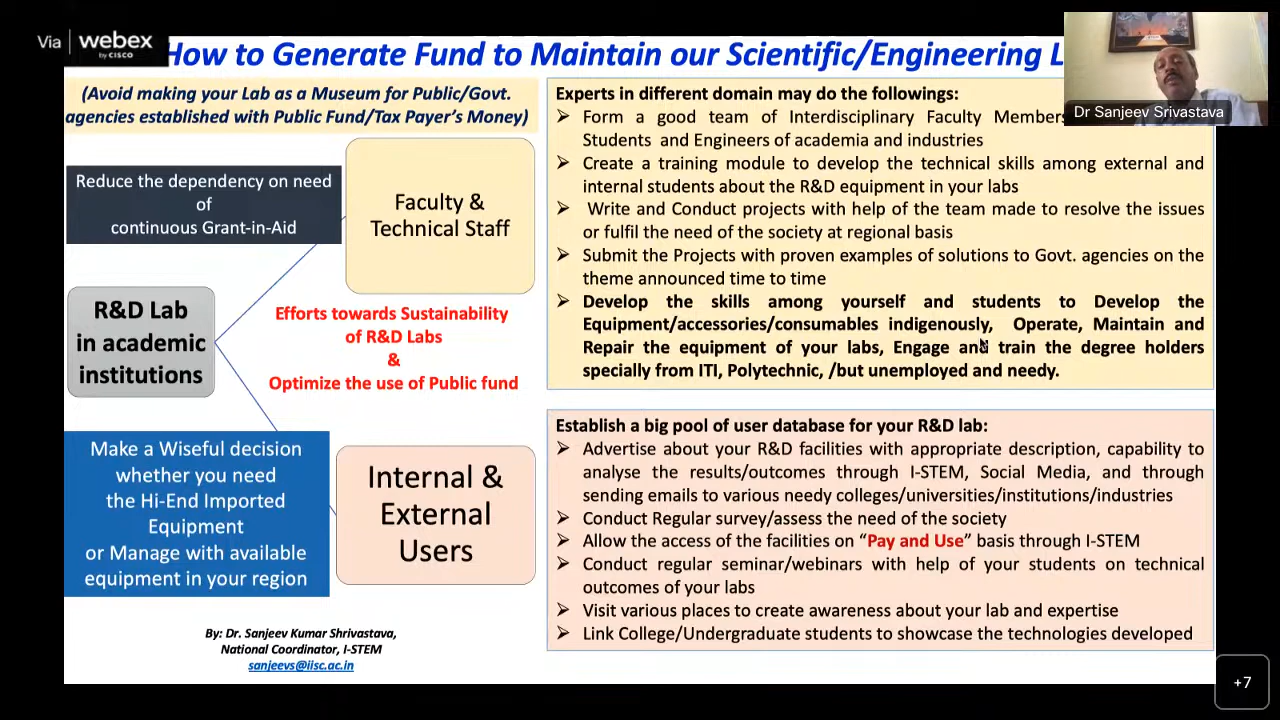 Via webex
by CISCO
How to Generate Fund to Maintain our Scientific/Engineering L
Dr Sanjeev Srivastava
(Avoid making your Lab as a Museum for Public/Govt.
agencies established with Public Fund/Tax Payer's Money)
Reduce the dependency on need
of
continuous Grant-in-Aid
Faculty &
Technical Staff
R&D Lab
in academic
institutions
Efforts towards Sustainability
of R&D Labs
&
Optimize the use of Public fund
Make a Wiseful decision
whether you need
the Hi-End Imported
Equipment
or Manage with available
equipment in your region
Internal &
External
Users
By: Dr. Sanjeev Kumar Shrivastava,
National Coordinator, I-STEM
sanjeevs@iisc.ac.in
Experts in different domain may do the followings:
➢ Form a good team of Interdisciplinary Faculty Members
Students and Engineers of academia and industries
➢ Create a training module to develop the technical skills among external and
internal students about the R&D equipment in your labs
➢ Write and Conduct projects with help of the team made to resolve the issues
or fulfil the need of the society at regional basis
➢ Submit the Projects with proven examples of solutions to Govt. agencies on the
theme announced time to time
➢ Develop the skills among yourself and students to Develop the
Equipment/accessories/consumables indigenously, Operate, Maintain and
Repair the equipment of your labs, Engage and train the degree holders
specially from ITI, Polytechnic, /but unemployed and needy.
Establish a big pool of user database for your R&D lab:
➢ Advertise about your R&D facilities with appropriate description, capability to
analyse the results/outcomes through I-STEM, Social Media, and through
sending emails to various needy colleges/universities/institutions/industries
➢ Conduct Regular survey/assess the need of the society
➢ Allow the access of the facilities on “Pay and Use” basis through I-STEM
➢ Conduct regular seminar/webinars with help of your students on technical
outcomes of your labs
➢ Visit various places to create awareness about your lab and expertise
➢ Link College/Undergraduate students to showcase the technologies developed
+7